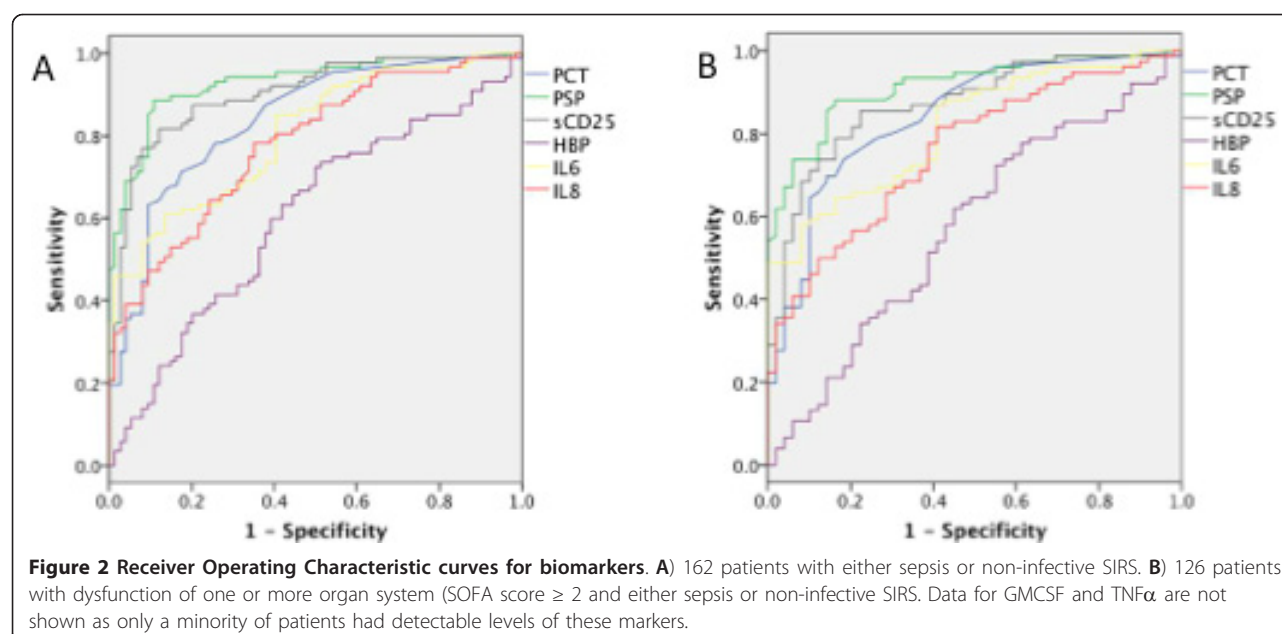 A
1.0
0.8
0.6
0.4
0.2
0.0
Sensitivity
0.0 0.2 0.4 0.6 0.8 1.0
1 - Specificity
PCT
PSP
sCD25
HBP
IL6
IL8
B
1.0
0.8
0.6
0.4
0.2
0.0
Sensitivity
0.0 0.2 0.4 0.6 0.8 1.0
1 - Specificity
PCT
PSP
sCD25
HBP
IL6
IL8
Figure 2 Receiver Operating Characteristic curves for biomarkers. A) 162 patients with either sepsis or non-infective SIRS. B) 126 patients
with dysfunction of one or more organ system (SOFA score ≥ 2 and either sepsis or non-infective SIRS. Data for GMCSF and TNFα are not
shown as only a minority of patients had detectable levels of these markers.